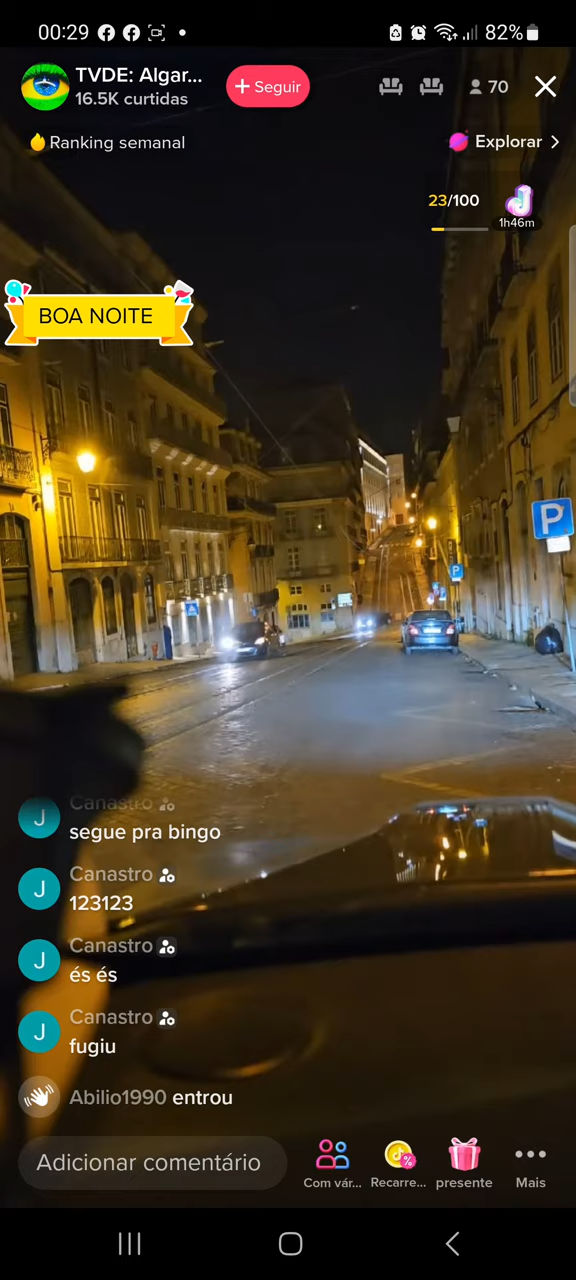 00:29
82%
TVDE: Algar...
16.5K curtidas
+ Seguir
70
Ranking semanal
Explorar >
23/100
1h46m
BOA NOITE
P
P
J
Canastro
segue pra bingo
J
Canastro
123123
J
Canastro
és és
J
Canastro
fugiu
Abilio1990 entrou
Adicionar comentário
Com vár...
Recarre...
presente
Mais